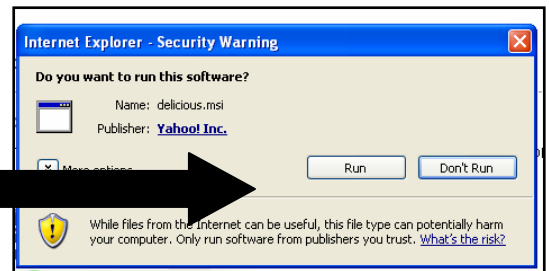 Internet Explorer - Security Warning
Do you want to run this software?
Name: delicious.msi
Publisher: Yahoo! Inc.
More options
Run
Don't Run
While files from the Internet can be useful, this file type can potentially harm
your computer. Only run software from publishers you trust. What's the risk?